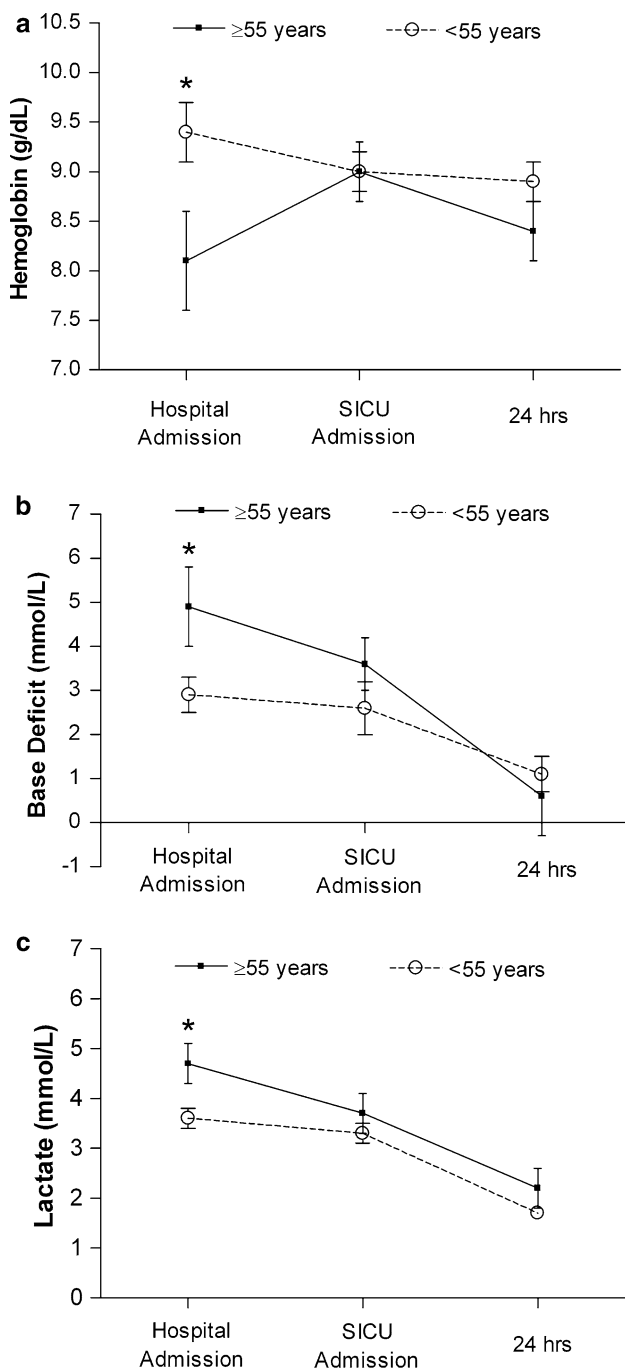 a
≥55 years <55 years
Hemoglobin (g/dL)
10.5
10.0
9.5
9.0
8.5
8.0
7.5
7.0
*
Hospital Admission
SICU Admission
24 hrs
b
≥55 years <55 years
Base Deficit (mmol/L)
7
6
5
4
3
2
1
0
-1
*
Hospital Admission
SICU Admission
24 hrs
c
≥55 years <55 years
Lactate (mmol/L)
7
6
5
4
3
2
1
0
*
Hospital Admission
SICU Admission
24 hrs